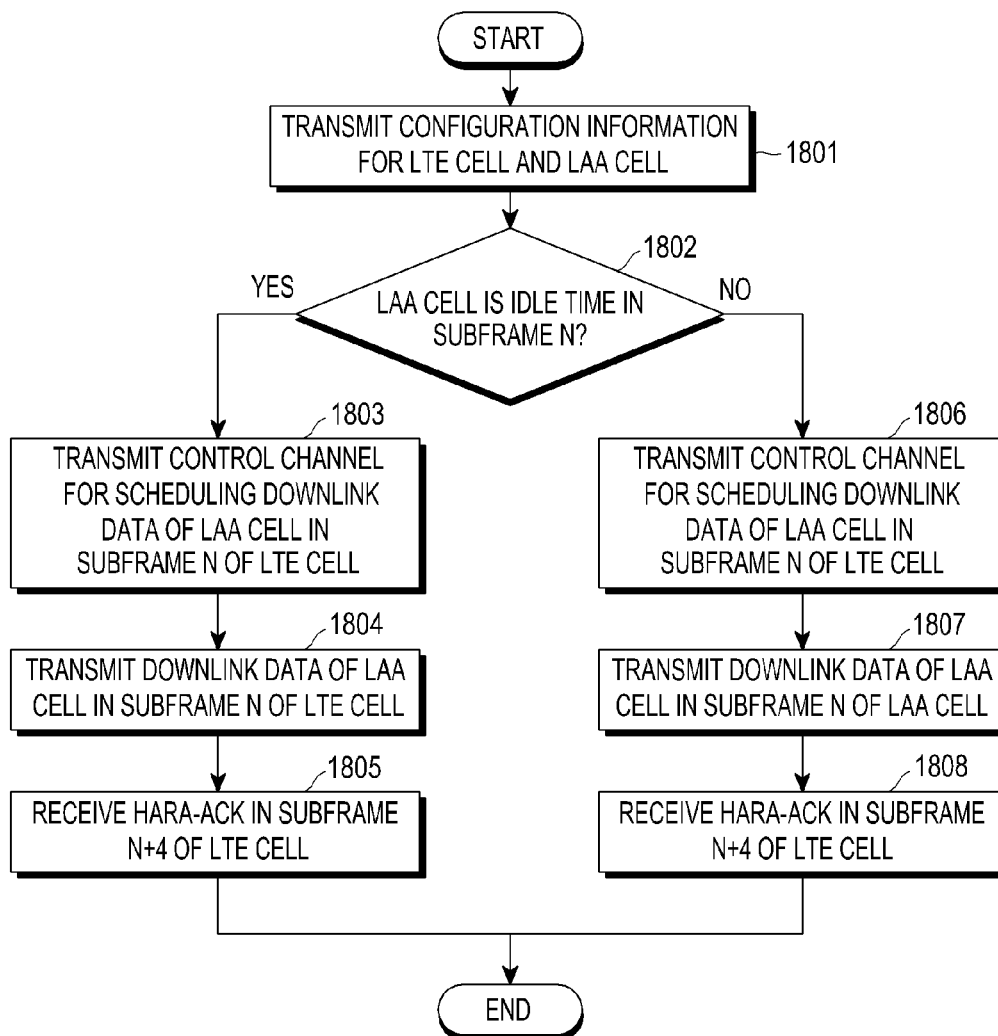 START
TRANSMIT CONFIGURATION INFORMATION
FOR LTE CELL AND LAA CELL
1801
1802
YES
LAA CELL IS IDLE TIME IN
SUBFRAME N?
NO
1803
TRANSMIT CONTROL CHANNEL
FOR SCHEDULING DOWNLINK
DATA OF LAA CELL IN
SUBFRAME N OF LTE CELL
1804
TRANSMIT DOWNLINK DATA OF LAA
CELL IN SUBFRAME N OF LTE CELL
1805
RECEIVE HARA-ACK IN SUBFRAME
N+4 OF LTE CELL
1806
TRANSMIT CONTROL CHANNEL
FOR SCHEDULING DOWNLINK
DATA OF LAA CELL IN
SUBFRAME N OF LTE CELL
1807
TRANSMIT DOWNLINK DATA OF LAA
CELL IN SUBFRAME N OF LAA CELL
1808
RECEIVE HARA-ACK IN SUBFRAME
N+4 OF LTE CELL
END